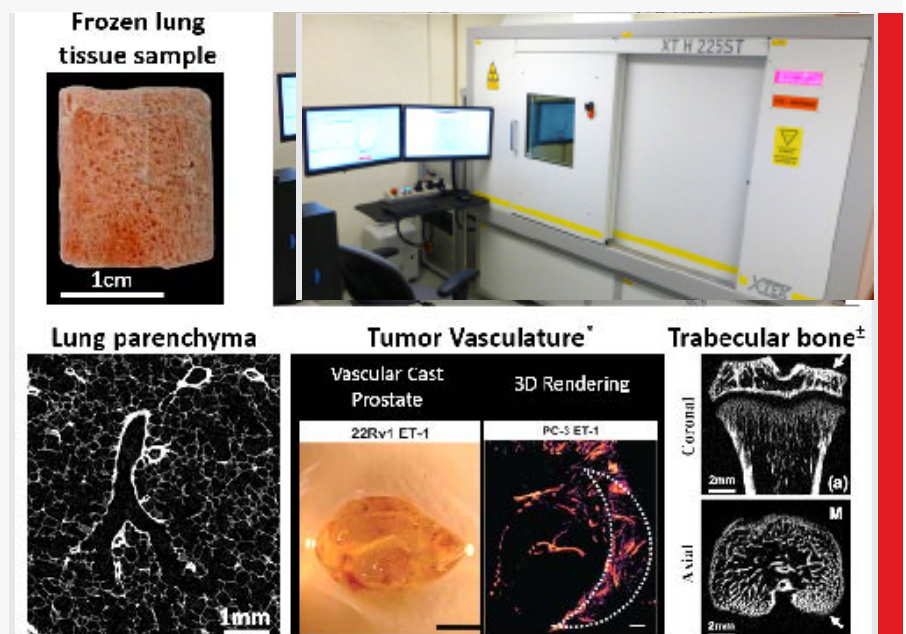 Frozen lung
tissue sample
1cm
XT H 225ST
XTEK
Lung parenchyma
1mm
Tumor Vasculature*
Vascular Cast
Prostate
3D Rendering
22Rv1 ET-1
PC-3 ET-1
Trabecular bone±
Coronal
2mm
(a)
Axial
M
2mm